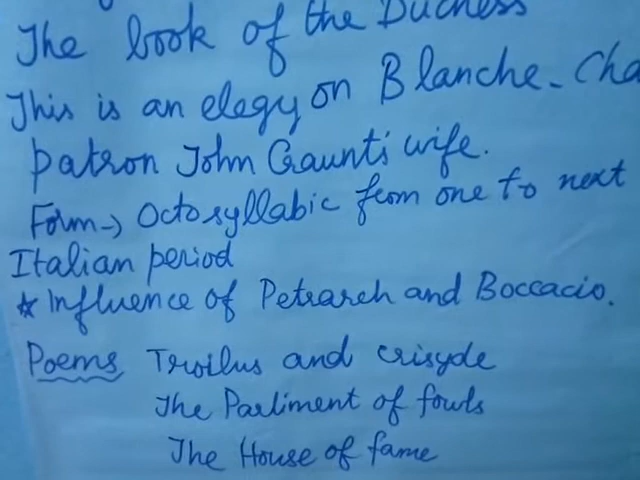 The book of the Duchess
This is an elegy on Blanche. Cha
patron John Gaunt's wife.
Form → Octosyllabic from one to next
Italian period
* Influence of Petrarch and Boccacio.
Poems Troilus and crisyde
The Parliment of fowls
The House of fame